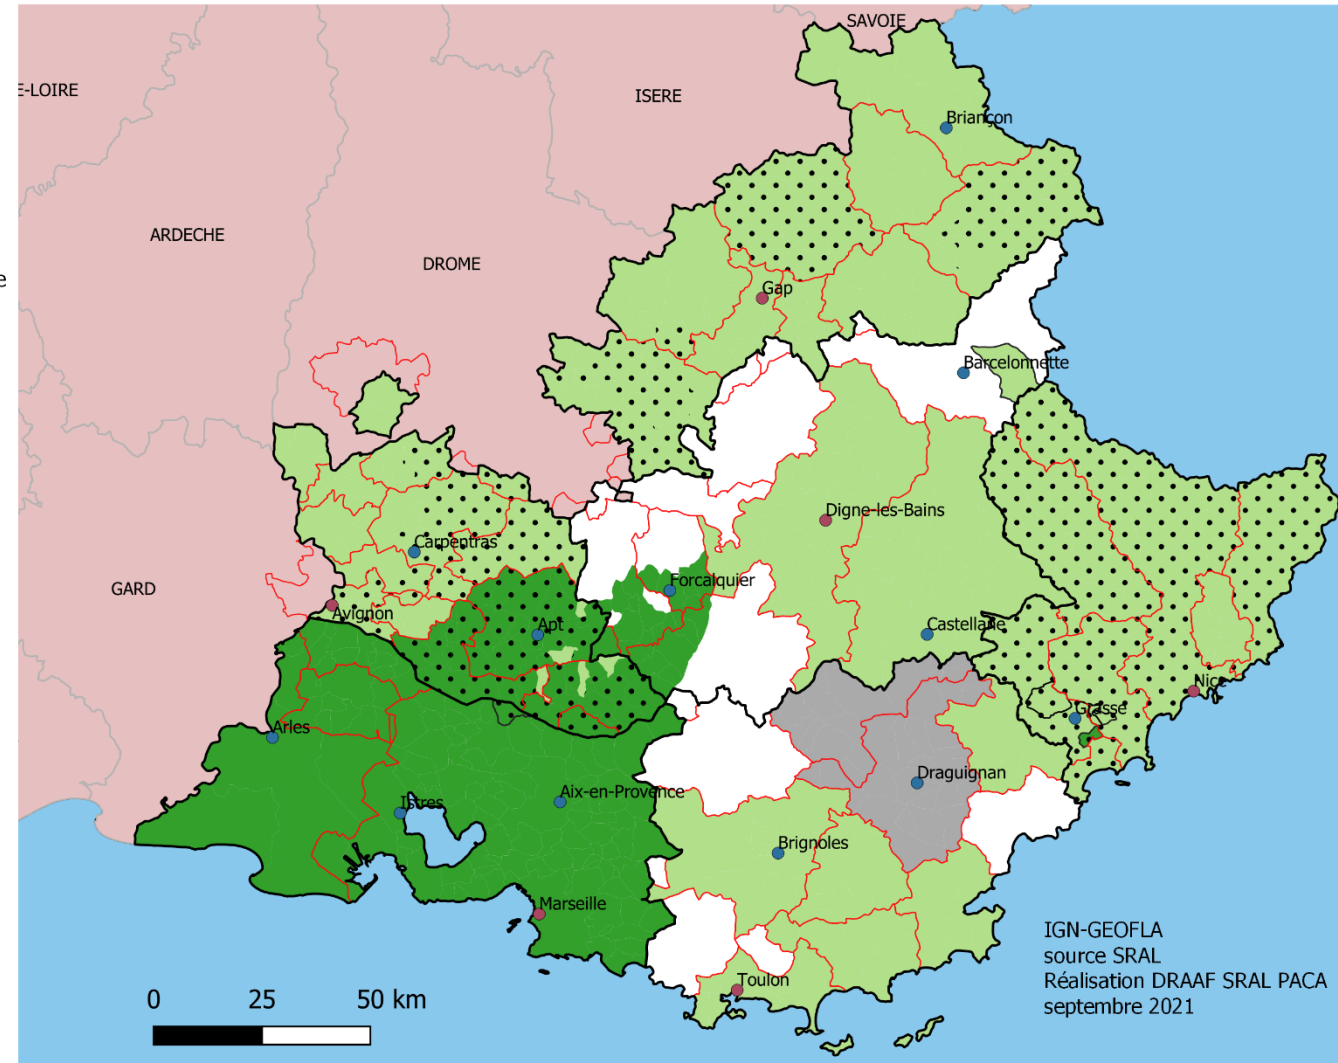 SAVOIE
E-LOIRE
ISERE
Briançon
ARDECHE
DROME
e
Gap
Barcelonnette
Digne-les-Bains
Carpentras
GARD
Forcalquier
Avignon
Apt
Castellane
Nice
Grasse
Arles
Draguignan
Istres
Aix-en-Provence
Brignoles
Marseille
Toulon
IGN-GEOFLA
source SRAL
Réalisation DRAAF SRAL PACA
septembre 2021
0 25 50 km